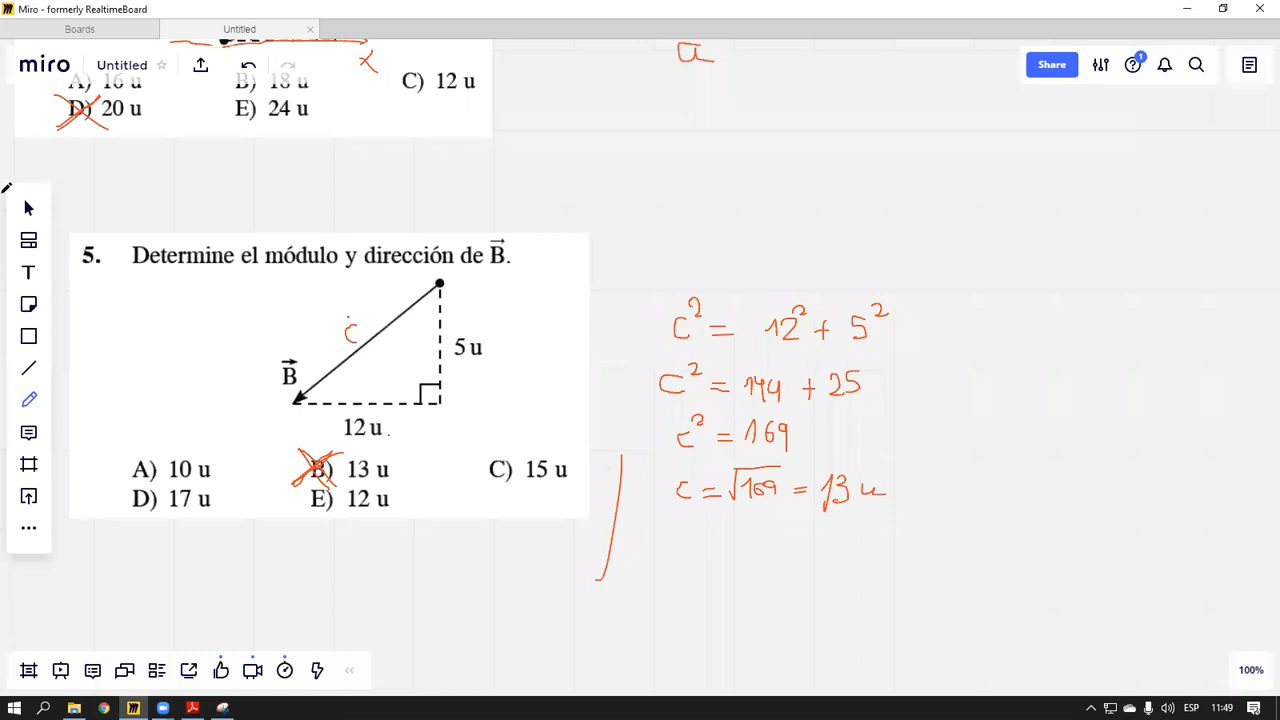 Miro - formerly RealtimeBoard
Boards
Untitled
miro
Untitled
Share
1
x
a
A) 16 u B) 18 u C) 12 u
D) 20 u E) 24 u
5. Determine el módulo y dirección de B⃗.
C
5 u
B⃗
12 u
A) 10 u B) 13 u C) 15 u
D) 17 u E) 12 u
c² = 12² + 5²
c² = 144 + 25
c² = 169
c = √169 = 13 u
100%
ESP 11:49